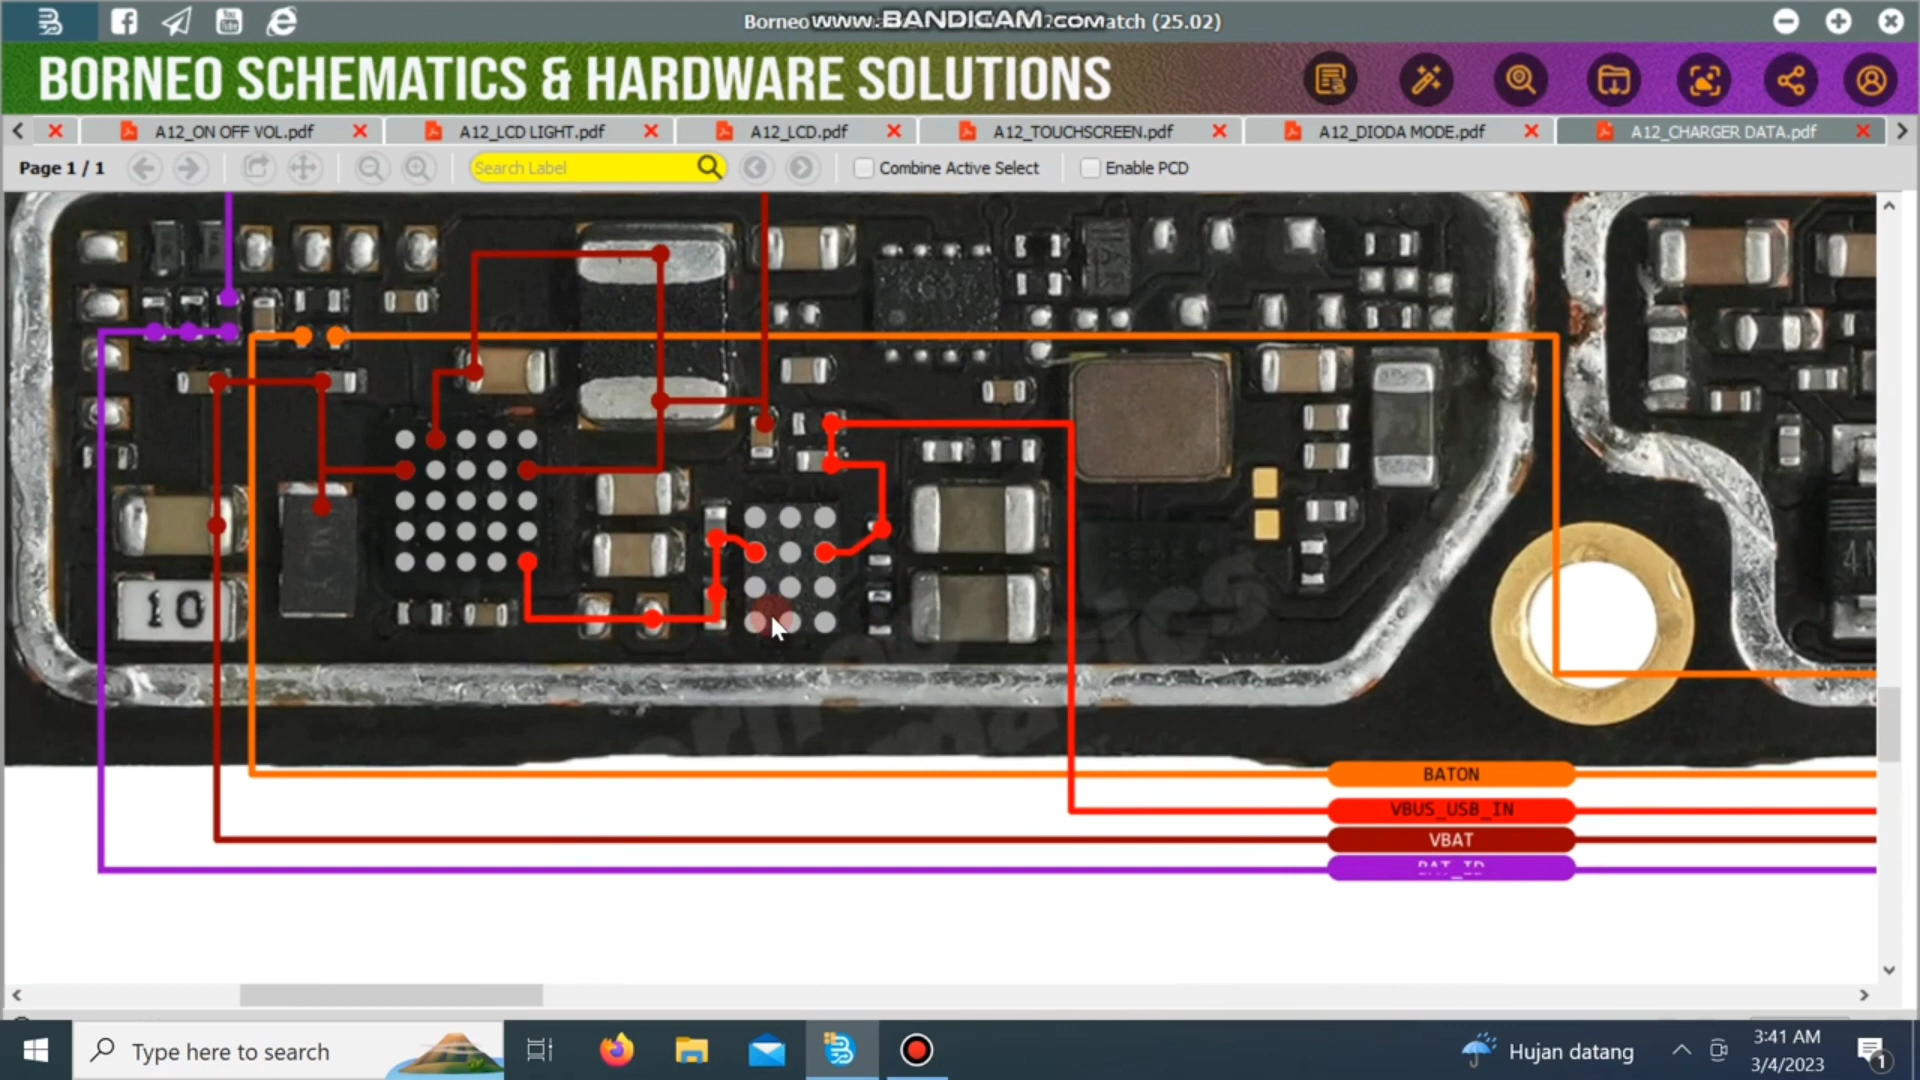 Borneo www.BANDICAM.COM atch (25.02)
BORNEO SCHEMATICS & HARDWARE SOLUTIONS
A12_ON OFF VOL.pdf A12_LCD LIGHT.pdf A12_LCD.pdf A12_TOUCHSCREEN.pdf A12_DIODA MODE.pdf A12_CHARGER DATA.pdf
Page 1 / 1 Search Label Combine Active Select Enable PCD
10
BATON
VBUS_USB_IN
VBAT
BAT_ID
Type here to search Hujan datang 3:41 AM
3/4/2023 1